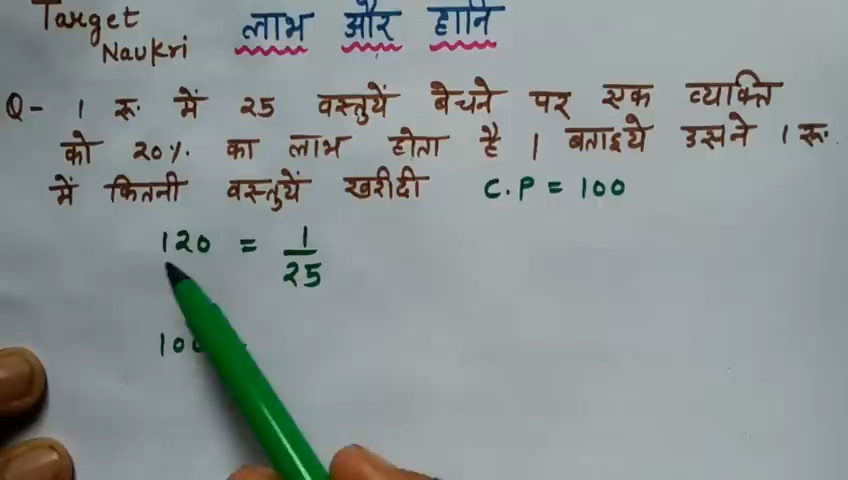 Target
Naukri
लाभ और हानि
Q- 1 रू. में 25 वस्तुयें बेचने पर एक व्यक्ति
को 20% का लाभ होता है । बताइये उसने 1 रू.
में कितनी वस्तुयें खरीदी C.P = 100
120 = 1/25
100